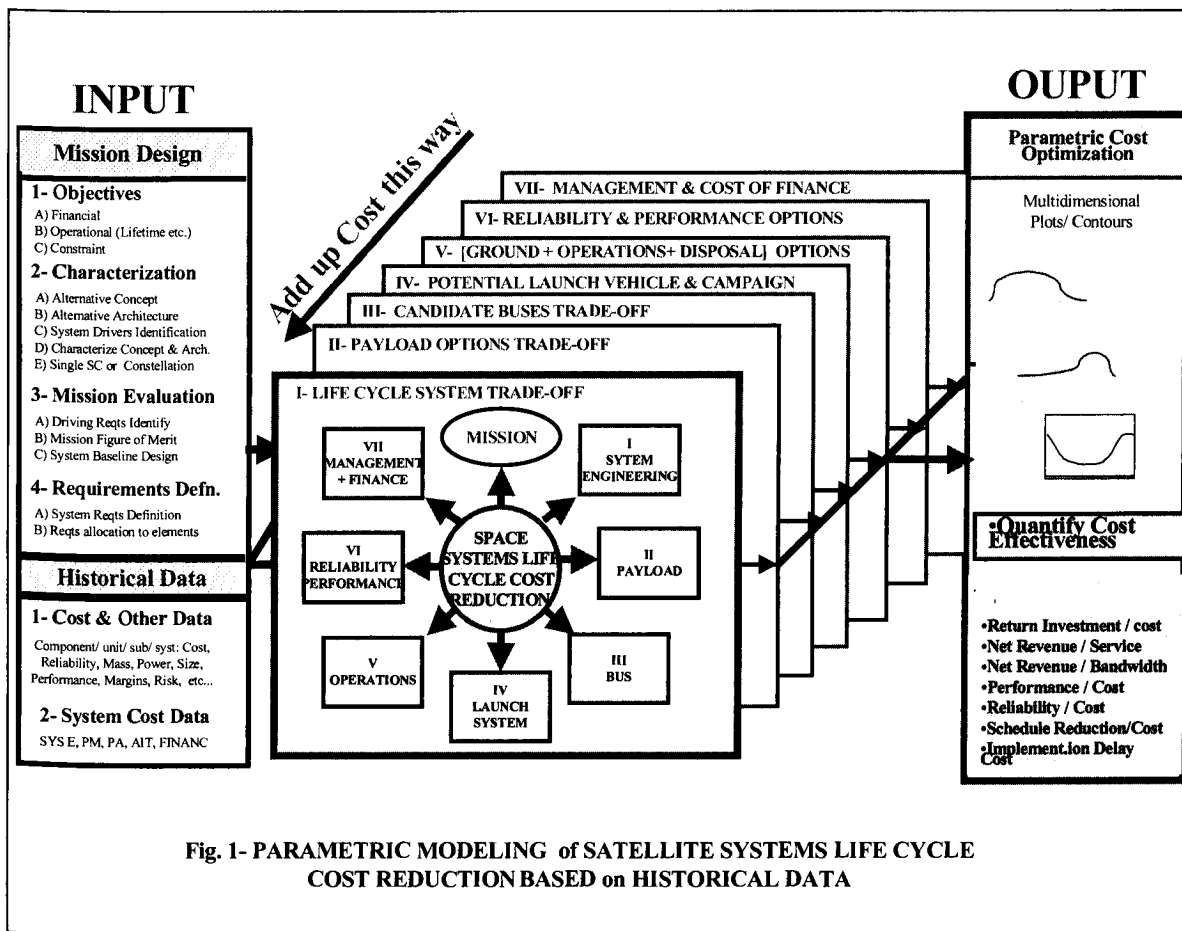 INPUT
Mission Design
1- Objectives
A) Financial
B) Operational (Lifetime etc.)
C) Constraint
2- Characterization
A) Alternative Concept
B) Alternative Architecture
C) System Drivers Identification
D) Characterize Concept & Arch.
E) Single SC or Constellation
3- Mission Evaluation
A) Driving Reqts Identify
B) Mission Figure of Merit
C) System Baseline Design
4- Requirements Defn.
A) System Reqts Definition
B) Reqts allocation to elements
Historical Data
1- Cost & Other Data
Component/ unit/ sub/ syst: Cost,
Reliability, Mass, Power, Size,
Performance, Margins, Risk, etc...
2- System Cost Data
SYS E, PM, PA, AIT, FINANC
Add up Cost this way
VII- MANAGEMENT & COST OF FINANCE
VI- RELIABILITY & PERFORMANCE OPTIONS
V- [GROUND + OPERATIONS+ DISPOSAL] OPTIONS
IV- POTENTIAL LAUNCH VEHICLE & CAMPAIGN
III- CANDIDATE BUSES TRADE-OFF
II- PAYLOAD OPTIONS TRADE-OFF
I- LIFE CYCLE SYSTEM TRADE-OFF
MISSION
I
SYTEM
ENGINEERING
II
PAYLOAD
III
BUS
IV
LAUNCH
SYSTEM
V
OPERATIONS
VI
RELIABILITY
PERFORMANCE
VII
MANAGEMENT
+ FINANCE
SPACE
SYSTEMS LIFE
CYCLE COST
REDUCTION
OUPUT
Parametric Cost
Optimization
Multidimensional
Plots/ Contours
•Quantify Cost
Effectiveness
•Return Investment / cost
•Net Revenue / Service
•Net Revenue / Bandwidth
•Performance / Cost
•Reliability / Cost
•Schedule Reduction/Cost
•Implement.ion Delay
Cost
Fig. 1- PARAMETRIC MODELING of SATELLITE SYSTEMS LIFE CYCLE
COST REDUCTION BASED on HISTORICAL DATA